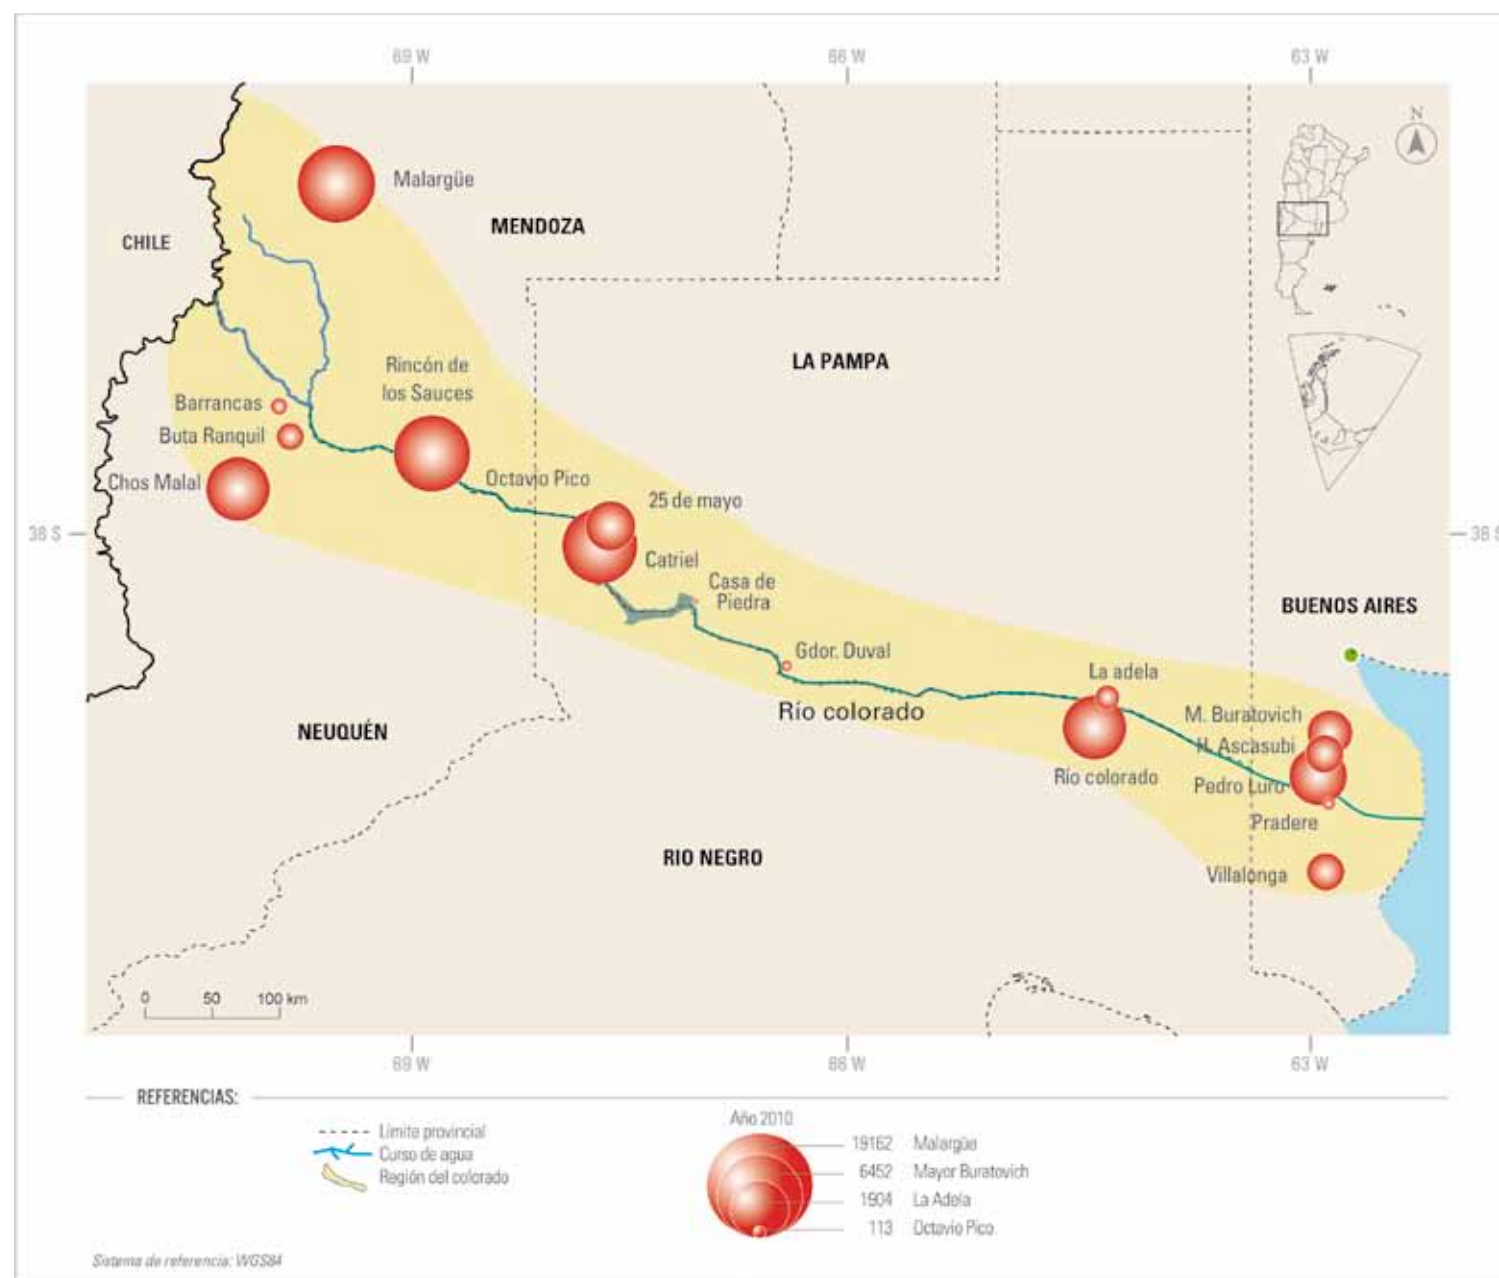 69 W
66 W
63 W
N
Malargüe
MENDOZA
CHILE
LA PAMPA
Rincón de
los Sauces
Barrancas
Buta Ranquil
Chos Malal
Octavio Pico
25 de mayo
38 S
38 S
Catriel
Casa de
Piedra
BUENOS AIRES
Gdor. Duval
La adela
Río colorado
M. Buratovich
H. Ascasubi
NEUQUÉN
Río colorado
Pedro Luro
Pradere
RIO NEGRO
Villalonga
0 50 100 km
69 W
66 W
63 W
REFERENCIAS:
Límite provincial
Curso de agua
Región del colorado
Año 2010
19162 Malargüe
6452 Mayor Buratovich
1904 La Adela
113 Octavio Pico
Sistema de referencia: WGS84